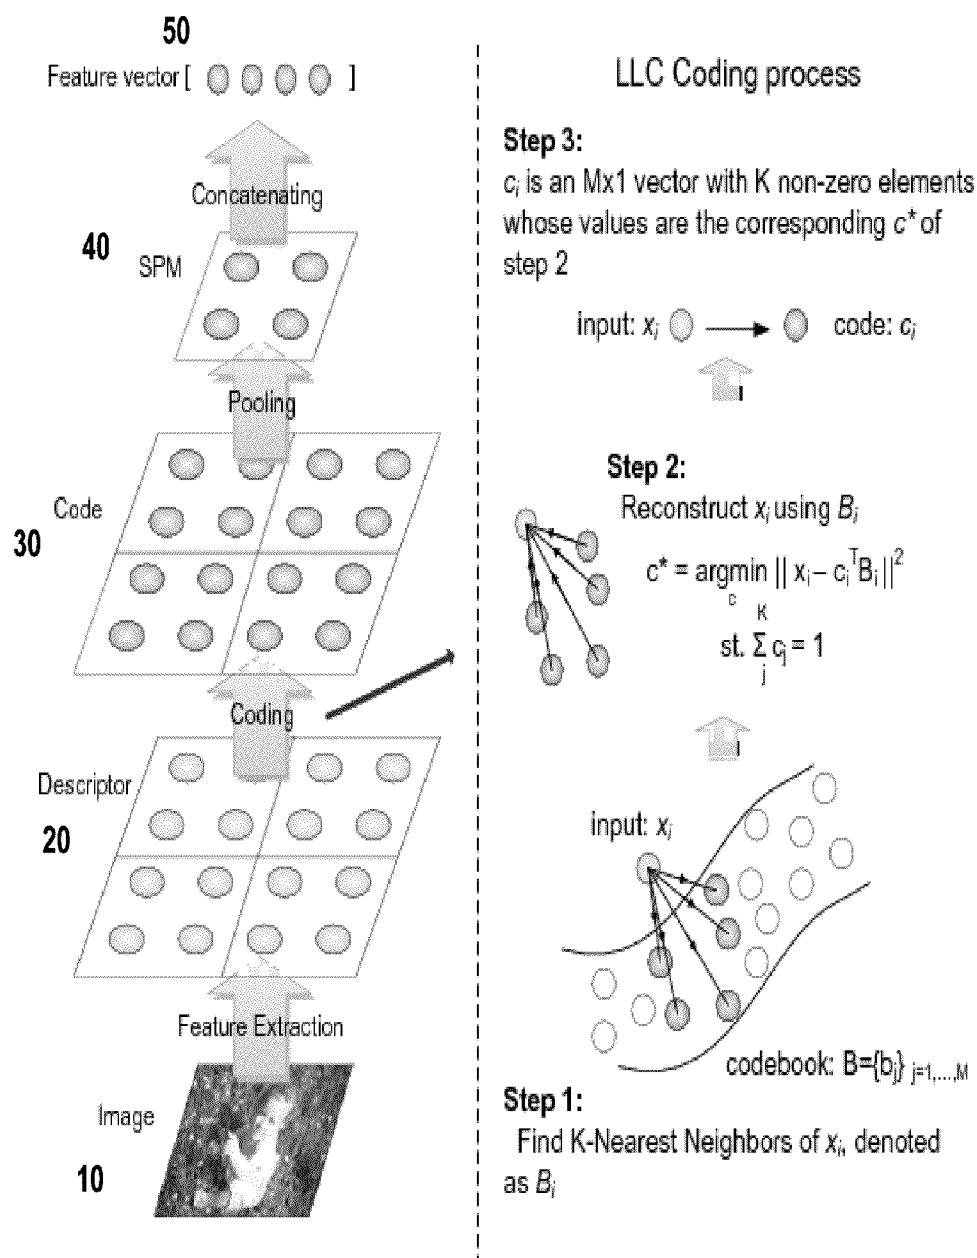 50
Feature vector [ ]
Concatenating
40
SPM
Pooling
Code
30
Coding
Descriptor
20
Feature Extraction
Image
10
LLC Coding process
Step 3:
cᵢ is an Mx1 vector with K non-zero elements
whose values are the corresponding c* of
step 2
input: xᵢ code: cᵢ
Step 2:
Reconstruct xᵢ using Bᵢ
c* = argmin || xᵢ – cᵢᵀBᵢ ||²
c
K
st. Σ cⱼ = 1
j
input: xᵢ
codebook: B={bⱼ} j=1,...,M
Step 1:
Find K-Nearest Neighbors of xᵢ, denoted
as Bᵢ